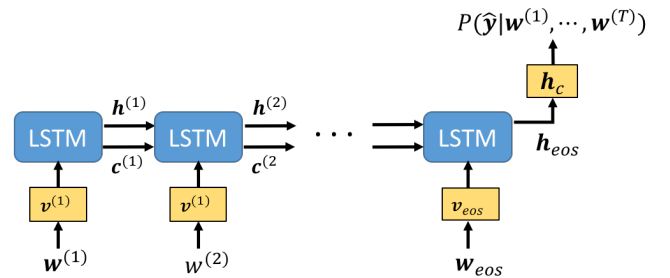 P(ŷ|w^(1), ⋯, w^(T))
h_c
h^(1) h^(2)
LSTM LSTM ··· LSTM
h_eos
c^(1) c^(2
v^(1) v^(1) v_eos
w^(1) w^(2) w_eos